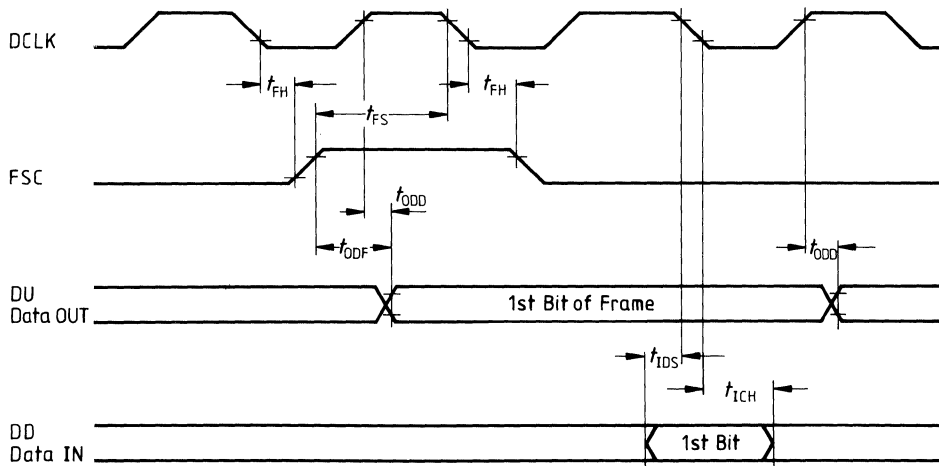 DCLK
tFH
tFH
tFS
FSC
tODD
tODF
tODD
DU
Data OUT
1st Bit of Frame
tIDS
tICH
DD
Data IN
1st Bit